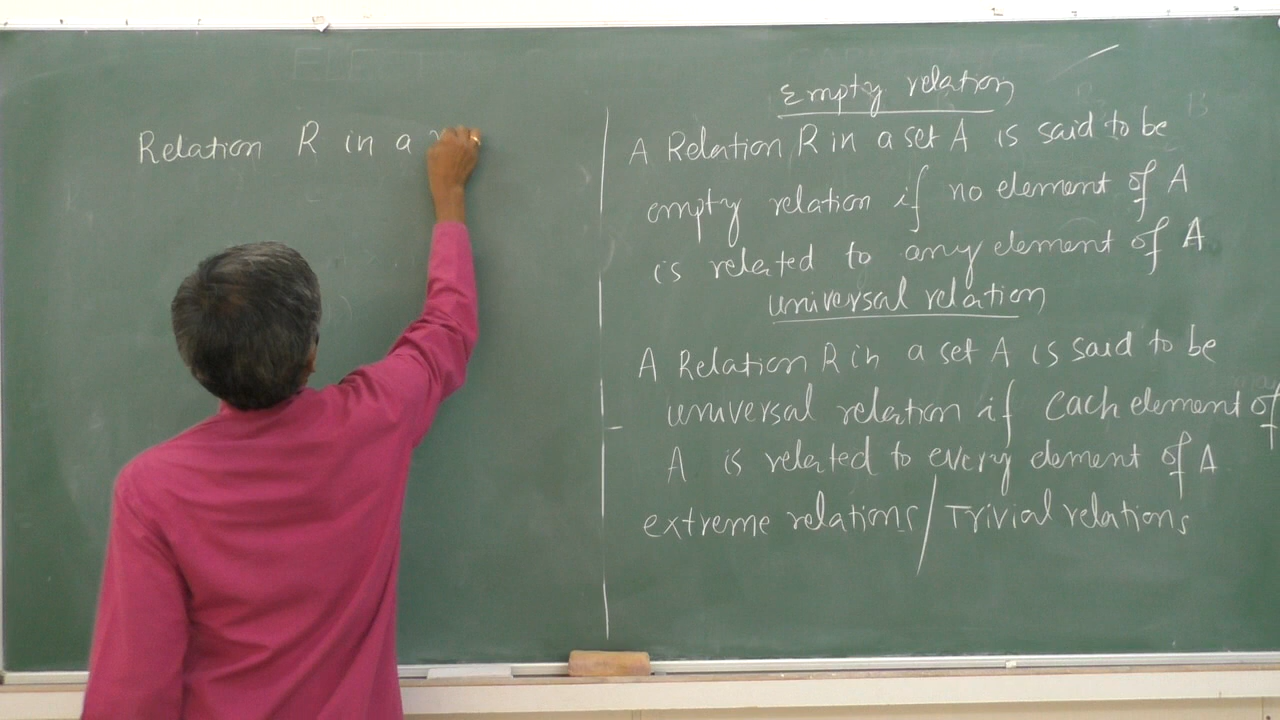 Relation R in a
Empty relation
A Relation R in a set A is said to be
empty relation if no element of A
is related to any element of A
universal relation
A Relation R in a set A is said to be
universal relation if each element of
A is related to every element of A
extreme relations/Trivial relations